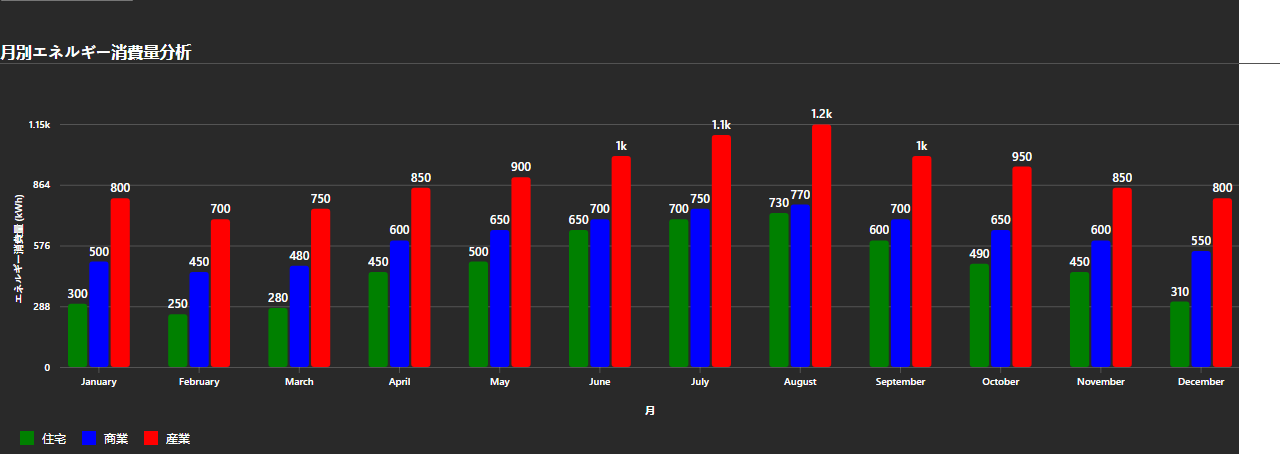 月別エネルギー消費量分析
エネルギー消費量 (kWh)
1.15k
864
576
288
0
300 500 800
250 450 700
280 480 750
450 600 850
500 650 900
650 700 1k
700 750 1.1k
730 770 1.2k
600 700 1k
490 650 950
450 600 850
310 550 800
January February March April May June July August September October November December
月
住宅 商業 産業